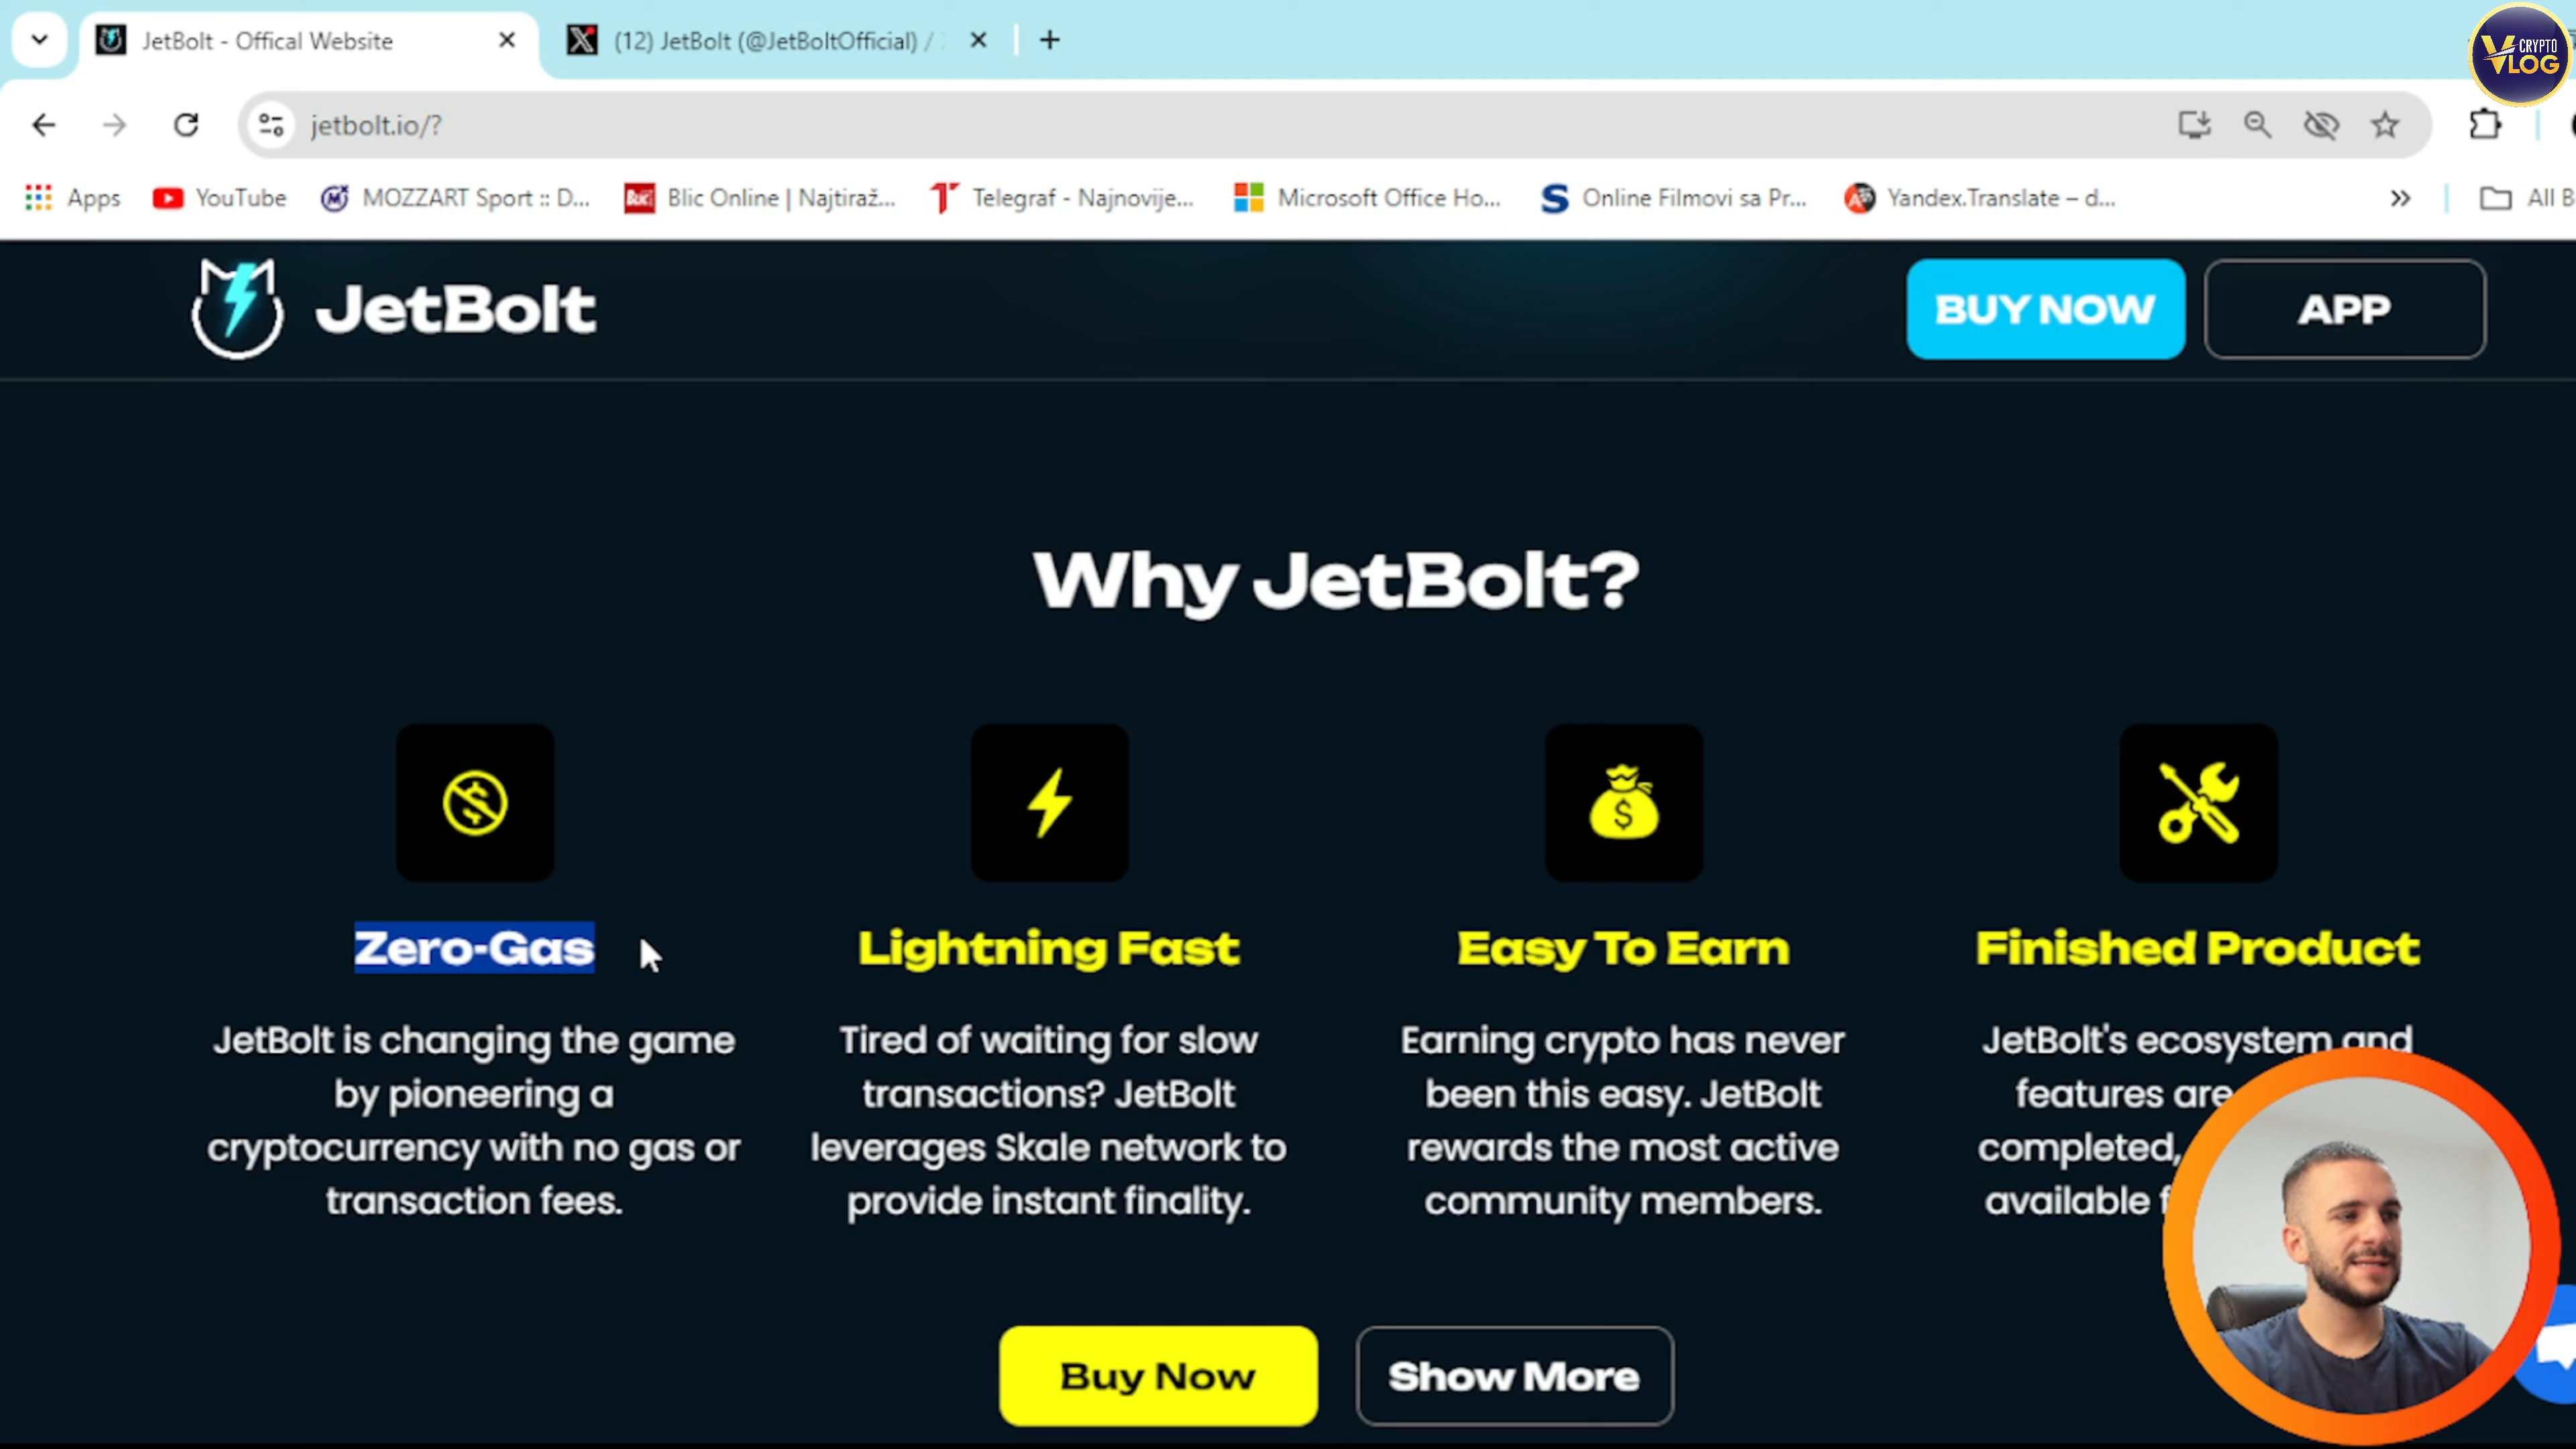 JetBolt - Offical Website
(12) JetBolt (@JetBoltOfficial) /
CRYPTO
VLOG
jetbolt.io/?
Apps
YouTube
MOZZART Sport :: D...
Blic Online | Najtiraž...
Telegraf - Najnovije...
Microsoft Office Ho...
Online Filmovi sa Pr...
Yandex.Translate – d...
All B
JetBolt
BUY NOW
APP
Why JetBolt?
Zero-Gas
JetBolt is changing the game
by pioneering a
cryptocurrency with no gas or
transaction fees.
Lightning Fast
Tired of waiting for slow
transactions? JetBolt
leverages Skale network to
provide instant finality.
Easy To Earn
Earning crypto has never
been this easy. JetBolt
rewards the most active
community members.
Finished Product
JetBolt's ecosystem and
features are
completed,
available f
Buy Now
Show More